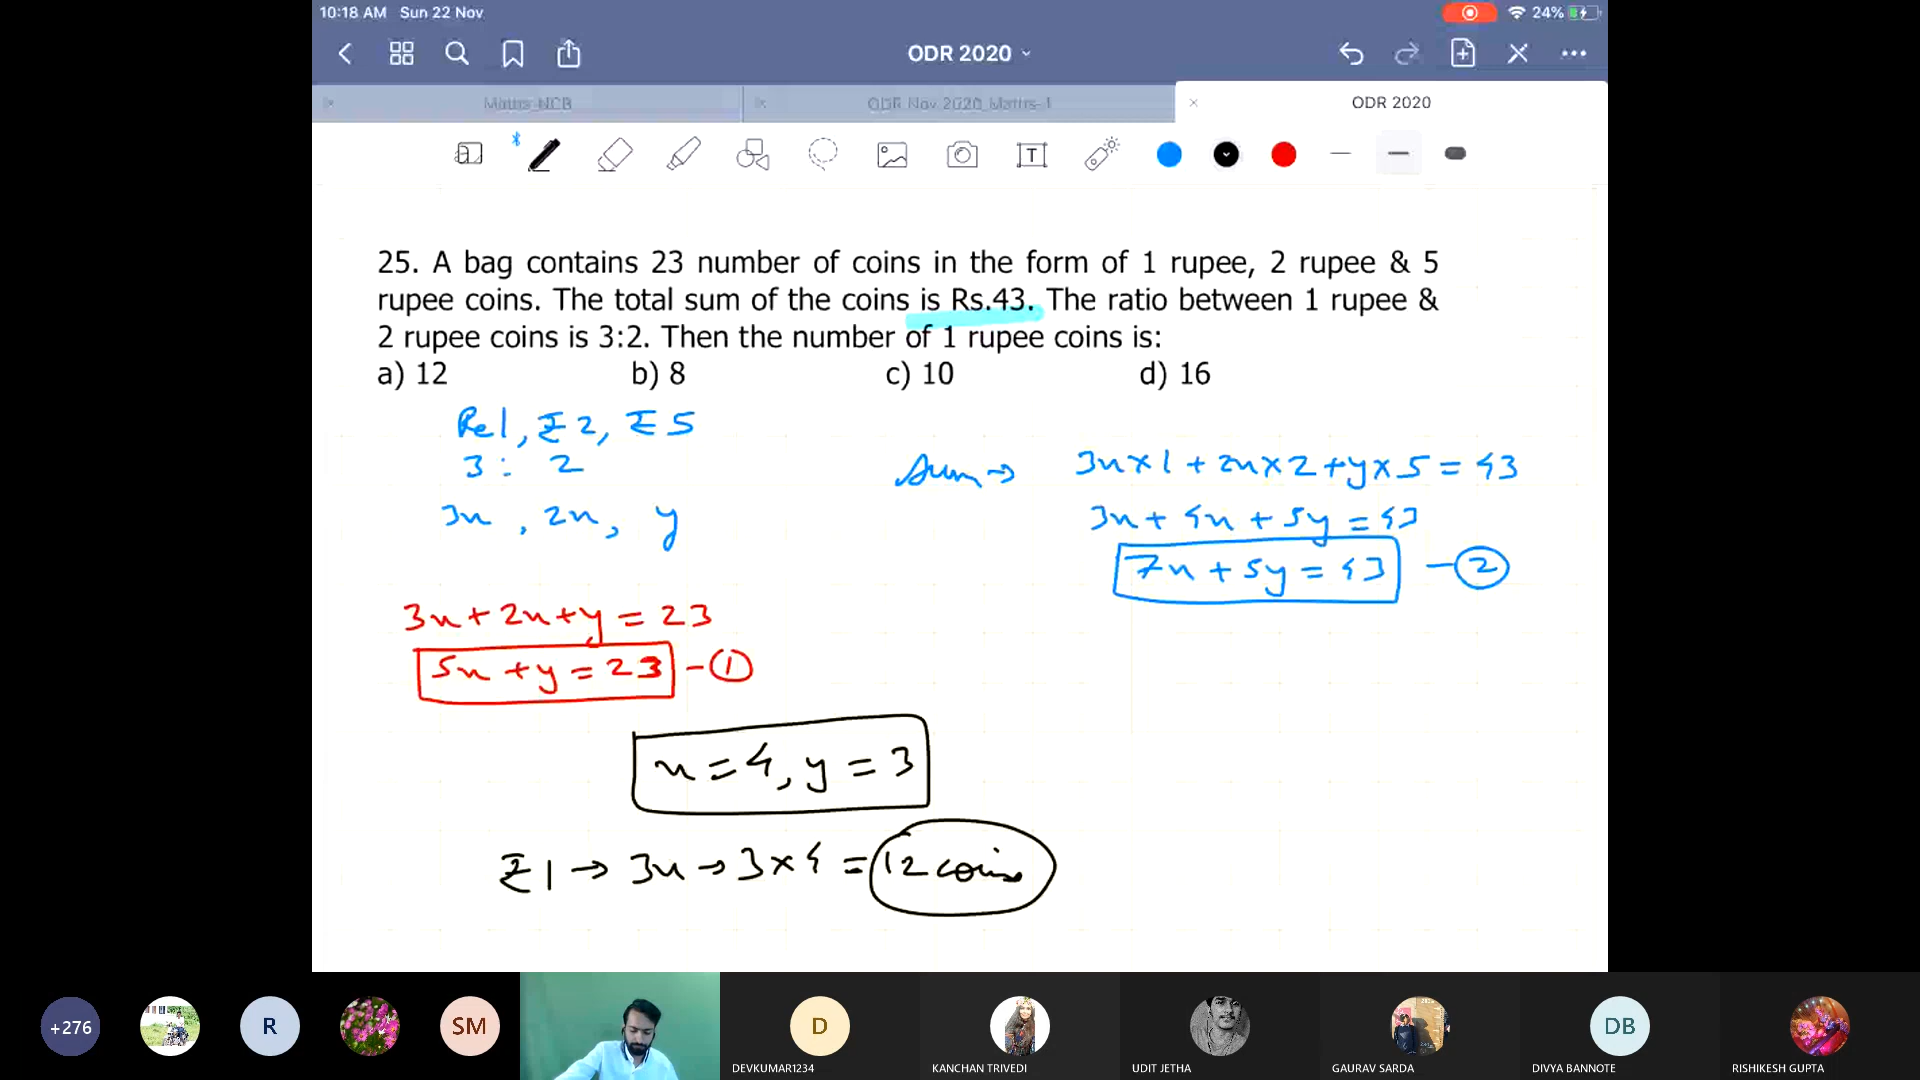 10:18 AM Sun 22 Nov
24%
ODR 2020
Maths_NCB
ODR Nov 2020_Maths-1
ODR 2020
T
25. A bag contains 23 number of coins in the form of 1 rupee, 2 rupee & 5
rupee coins. The total sum of the coins is Rs.43. The ratio between 1 rupee &
2 rupee coins is 3:2. Then the number of 1 rupee coins is:
a) 12 b) 8 c) 10 d) 16
Re1, ₹2, ₹5
3 : 2
3x , 2x, y
Sum → 3x×1 + 2x×2 + y×5 = 43
3x + 4x + 5y = 43
7x + 5y = 43 - 2
3x + 2x + y = 23
5x + y = 23 - 1
x = 4, y = 3
₹1 → 3x → 3×4 = 12 coins
+276
R
SM
D
DB
DEVKUMAR1234
KANCHAN TRIVEDI
UDIT JETHA
GAURAV SARDA
DIVYA BANNOTE
RISHIKESH GUPTA